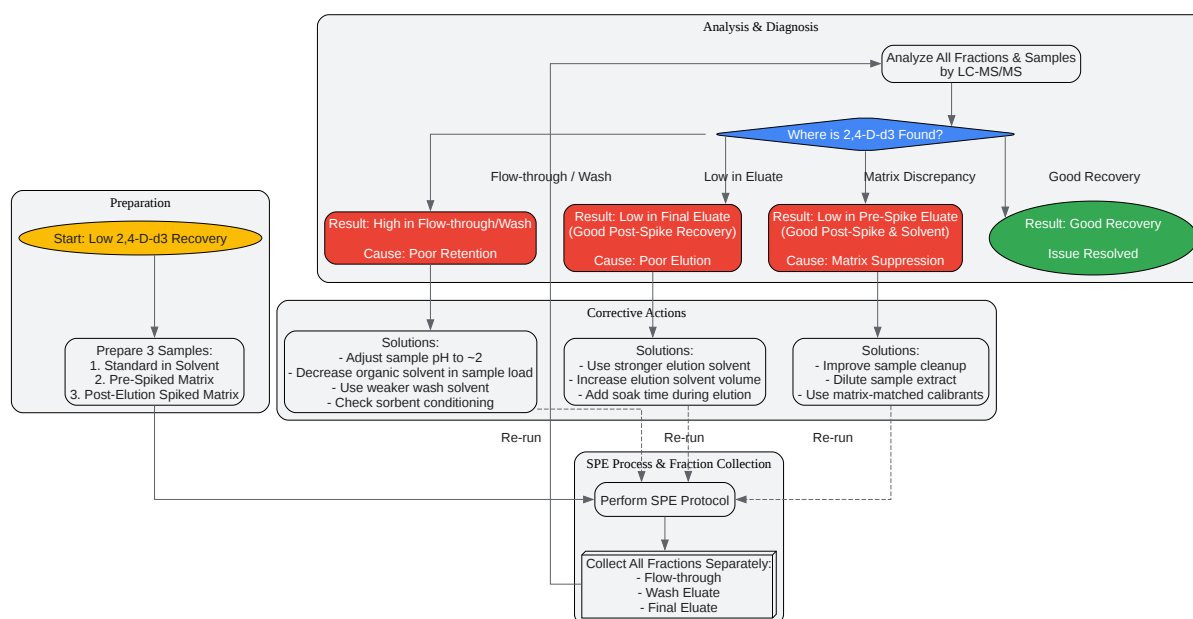 Analysis & Diagnosis
Analyze All Fractions & Samples
by LC-MS/MS
Where is 2,4-D-d3 Found?
Flow-through / Wash
Low in Eluate
Matrix Discrepancy
Good Recovery
Preparation
Start: Low 2,4-D-d3 Recovery
Result: High in Flow-through/Wash
Cause: Poor Retention
Result: Low in Final Eluate
(Good Post-Spike Recovery)
Cause: Poor Elution
Result: Low in Pre-Spike Eluate
(Good Post-Spike & Solvent)
Cause: Matrix Suppression
Result: Good Recovery
Issue Resolved
Corrective Actions
Prepare 3 Samples:
1. Standard in Solvent
2. Pre-Spiked Matrix
3. Post-Elution Spiked Matrix
Solutions:
- Adjust sample pH to ~2
- Decrease organic solvent in sample load
- Use weaker wash solvent
- Check sorbent conditioning
Solutions:
- Use stronger elution solvent
- Increase elution solvent volume
- Add soak time during elution
Solutions:
- Improve sample cleanup
- Dilute sample extract
- Use matrix-matched calibrants
Re-run
Re-run
Re-run
SPE Process & Fraction Collection
Perform SPE Protocol
Collect All Fractions Separately:
- Flow-through
- Wash Eluate
- Final Eluate